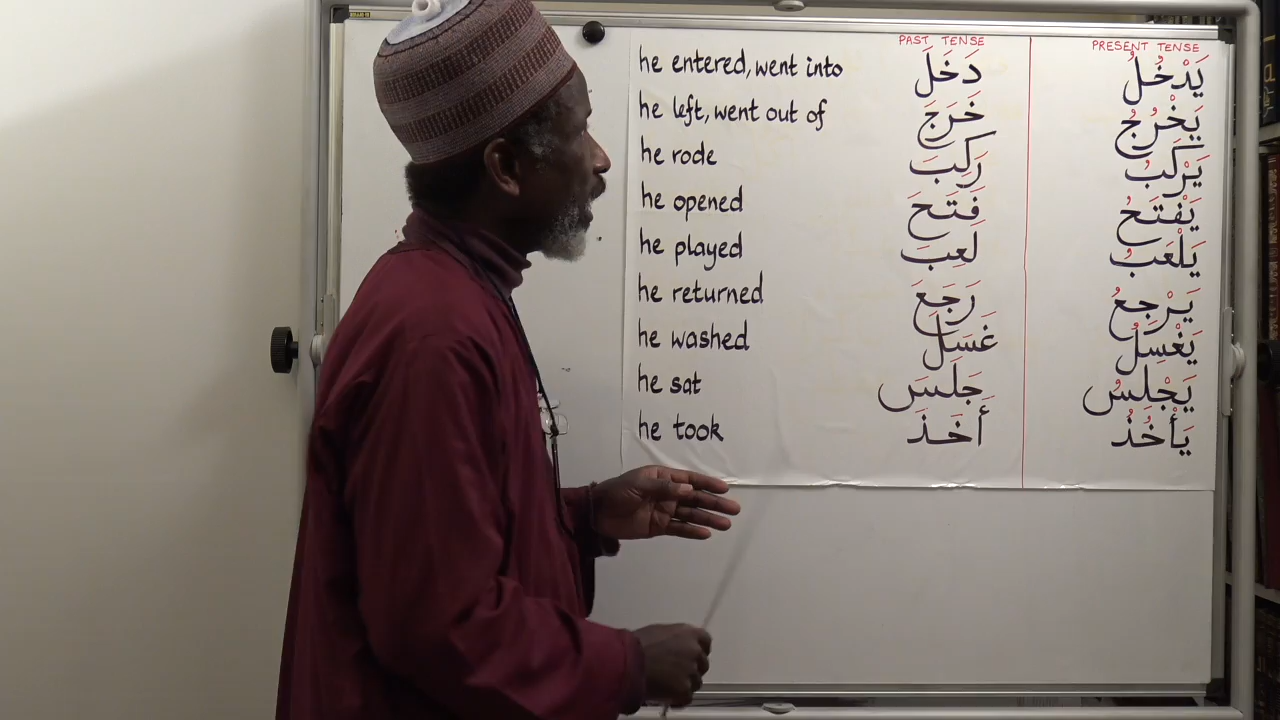 PAST TENSE PRESENT TENSE
he entered, went into دَخَلَ يَدْخُلُ
he left, went out of خَرَجَ يَخْرُجُ
he rode رَكِبَ يَرْكَبُ
he opened فَتَحَ يَفْتَحُ
he played لَعِبَ يَلْعَبُ
he returned رَجَعَ يَرْجِعُ
he washed غَسَلَ يَغْسِلُ
he sat جَلَسَ يَجْلِسُ
he took أَخَذَ يَأْخُذُ